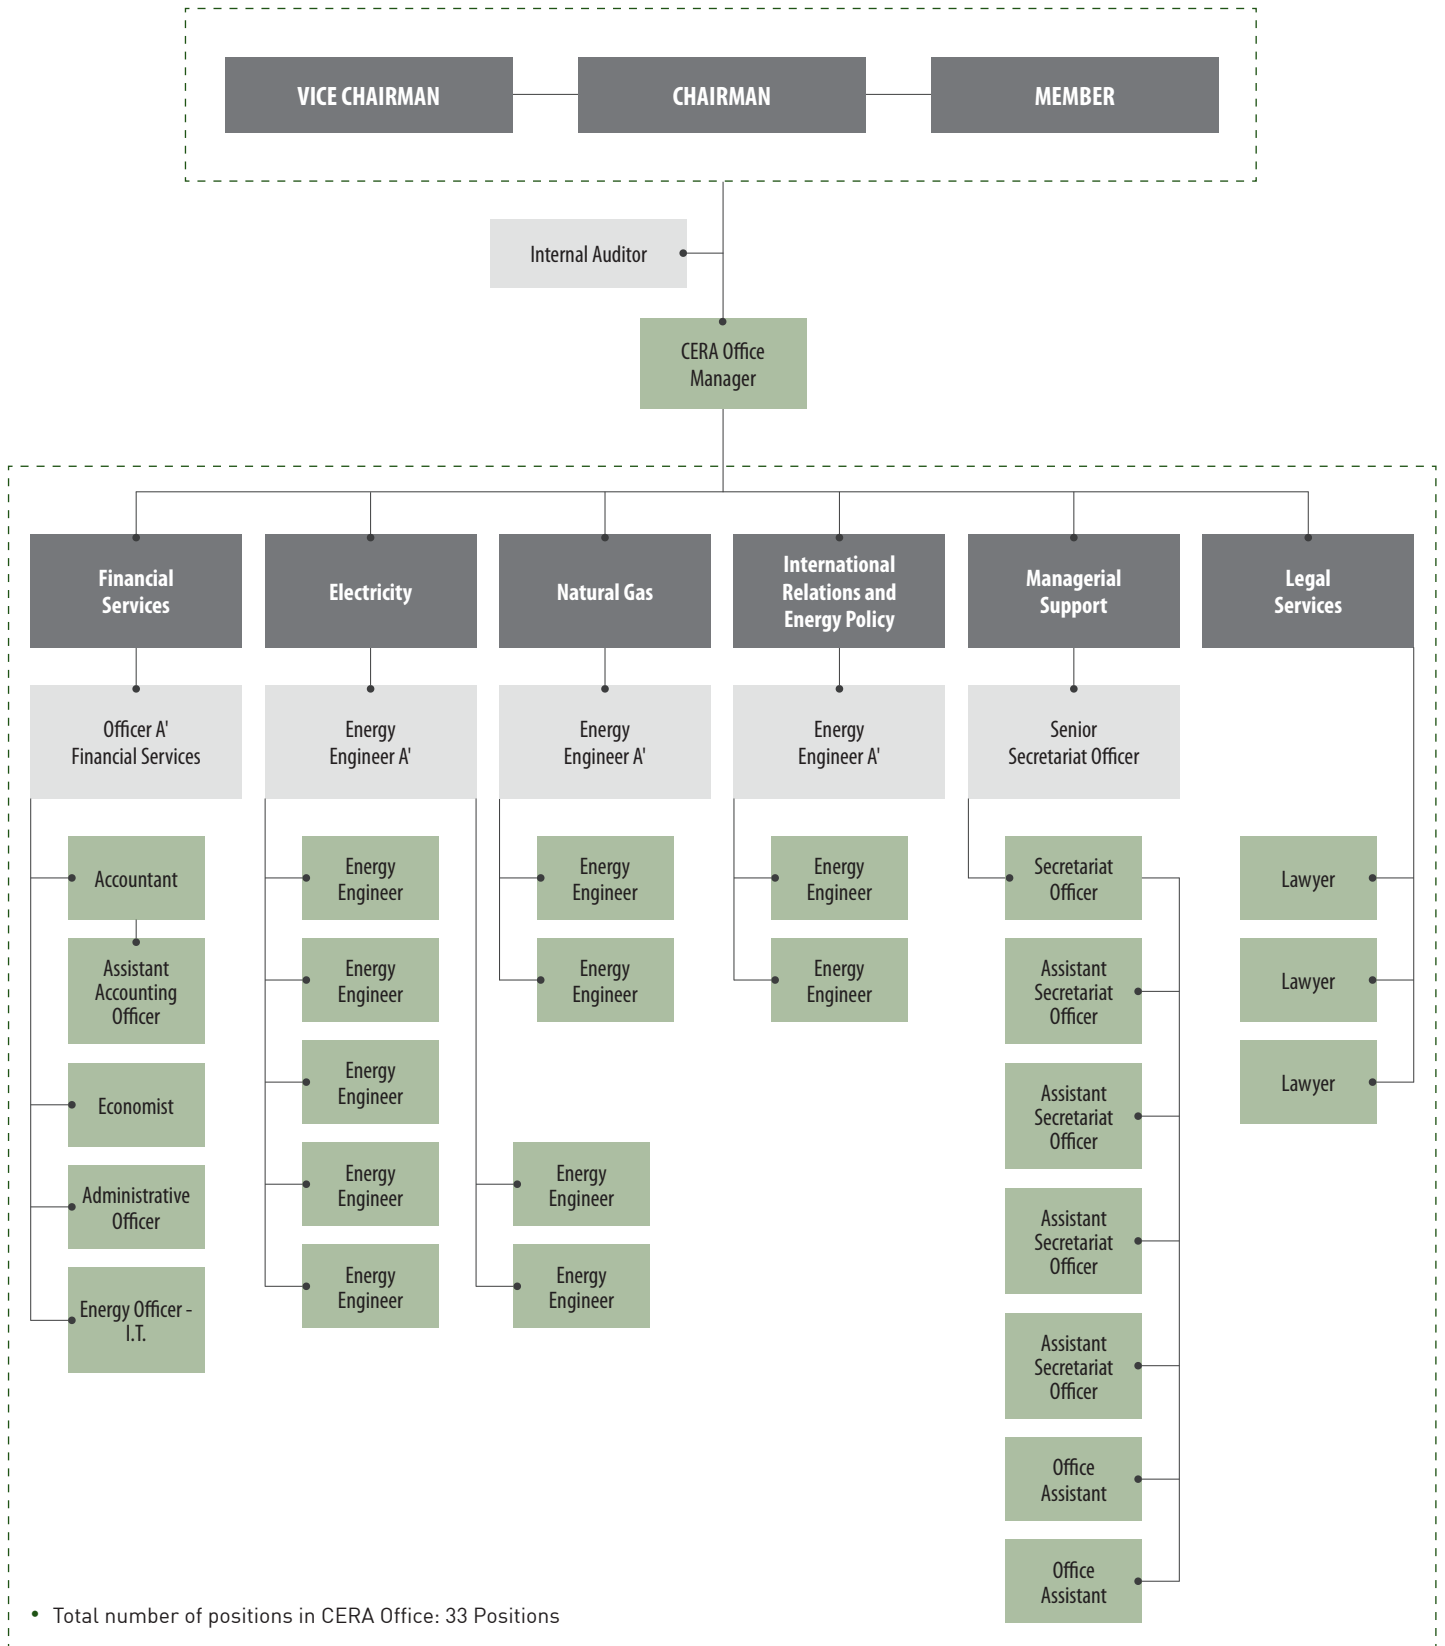 VICE CHAIRMAN
CHAIRMAN
MEMBER
Internal Auditor
CERA Office
Manager
Financial
Services
Electricity
Natural Gas
International
Relations and
Energy Policy
Managerial
Support
Legal
Services
Officer A'
Financial Services
Energy
Engineer A'
Energy
Engineer A'
Energy
Engineer A'
Senior
Secretariat Officer
Accountant
Assistant
Accounting
Officer
Economist
Administrative
Officer
Energy Officer -
I.T.
Energy
Engineer
Energy
Engineer
Energy
Engineer
Energy
Engineer
Energy
Engineer
Energy
Engineer
Energy
Engineer
Energy
Engineer
Energy
Engineer
Energy
Engineer
Energy
Engineer
Secretariat
Officer
Assistant
Secretariat
Officer
Assistant
Secretariat
Officer
Assistant
Secretariat
Officer
Assistant
Secretariat
Officer
Office
Assistant
Office
Assistant
Lawyer
Lawyer
Lawyer
• Total number of positions in CERA Office: 33 Positions